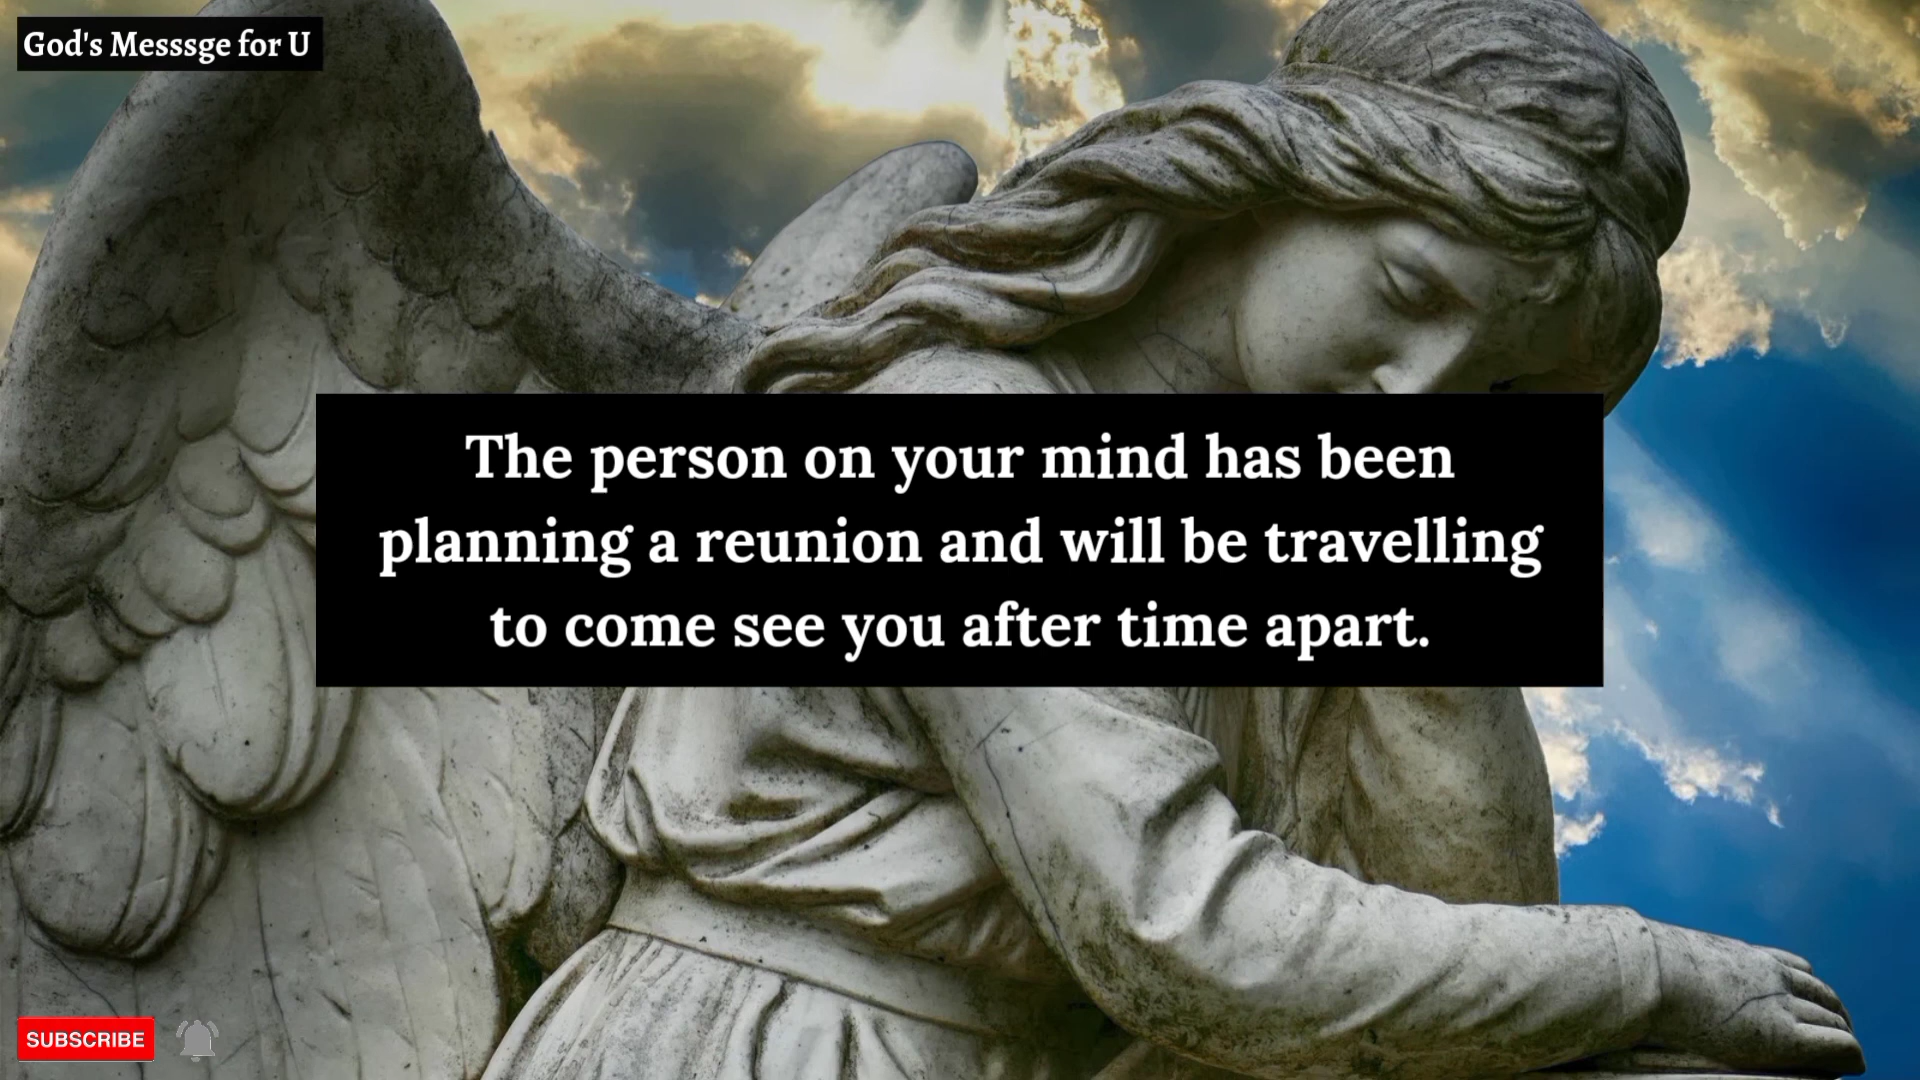 God's Messsge for U
The person on your mind has been
planning a reunion and will be travelling
to come see you after time apart.
SUBSCRIBE